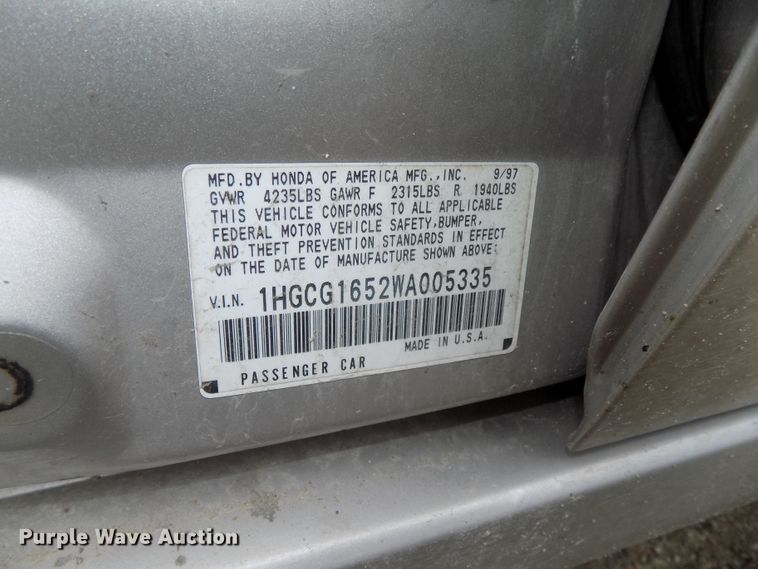 MFD.BY HONDA OF AMERICA MFG.,INC. 9/97
GVWR 4235LBS GAWR F 2315LBS R 1940LBS
THIS VEHICLE CONFORMS TO ALL APPLICABLE
FEDERAL MOTOR VEHICLE SAFETY,BUMPER,
AND THEFT PREVENTION STANDARDS IN EFFECT
ON THE DATE OF MANUFACTURE SHOWN ABOVE:
V.I.N. 1HGCG1652WA005335
PASSENGER CAR MADE IN U.S.A.
Purple Wave Auction